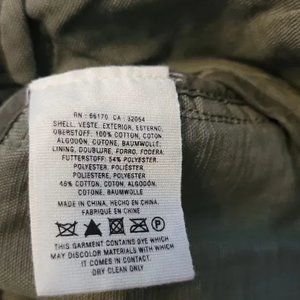 RN : 66170 CA : 32054
SHELL, VESTE, EXTERIOR, ESTERNO,
OBERSTOFF: 100% COTTON, COTON
ALGODÓN, COTONE, BAUMWOLLE:
LINING, DOUBLURE, FORRO, FODERA,
FUTTERSTOFF: 54% POLYESTER,
POLYESTER, POLIÉSTER,
POLIESTERE, POLYESTER
46% COTTON, COTON, ALGODÓN,
COTONE, BAUMWOLLE
MADE IN CHINA, HECHO EN CHINA,
FABRIQUÉ EN CHINE
THIS GARMENT CONTAINS DYE WHICH
MAY DISCOLOR MATERIALS WITH WHICH
IT COMES IN CONTACT.
DRY CLEAN ONLY